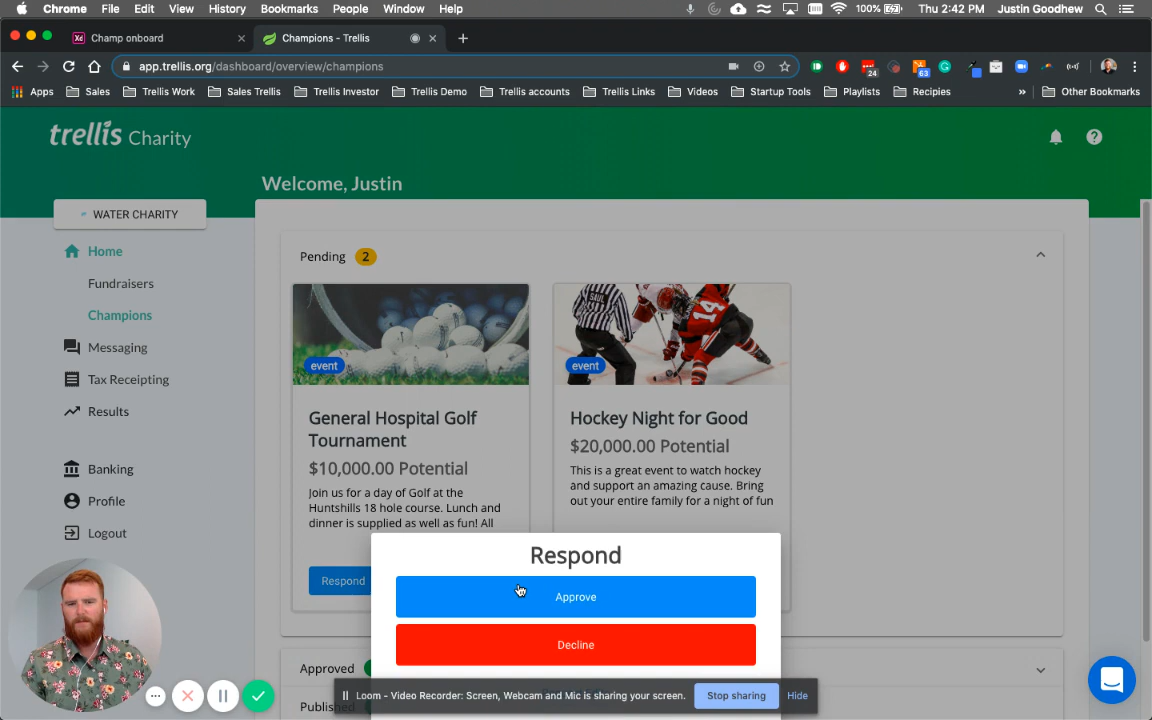 Chrome File Edit View History Bookmarks People Window Help 100% Thu 2:42 PM Justin Goodhew
Xd Champ onboard
Champions - Trellis
app.trellis.org/dashboard/overview/champions
24
63
Apps Sales Trellis Work Sales Trellis Trellis Investor Trellis Demo Trellis accounts Trellis Links Videos Startup Tools Playlists Recipies » Other Bookmarks
trellis Charity
Welcome, Justin
WATER CHARITY
Home
Fundraisers
Champions
Messaging
Tax Receipting
Results
Banking
Profile
Logout
Pending 2
event
General Hospital Golf
Tournament
$10,000.00 Potential
Join us for a day of Golf at the
Huntshills 18 hole course. Lunch and
dinner is supplied as well as fun! All
Respond
SAUL
14
event
Hockey Night for Good
$20,000.00 Potential
This is a great event to watch hockey
and support an amazing cause. Bring
out your entire family for a night of fun
Respond
Approve
Decline
Approved
Published
Loom - Video Recorder: Screen, Webcam and Mic is sharing your screen. Stop sharing Hide